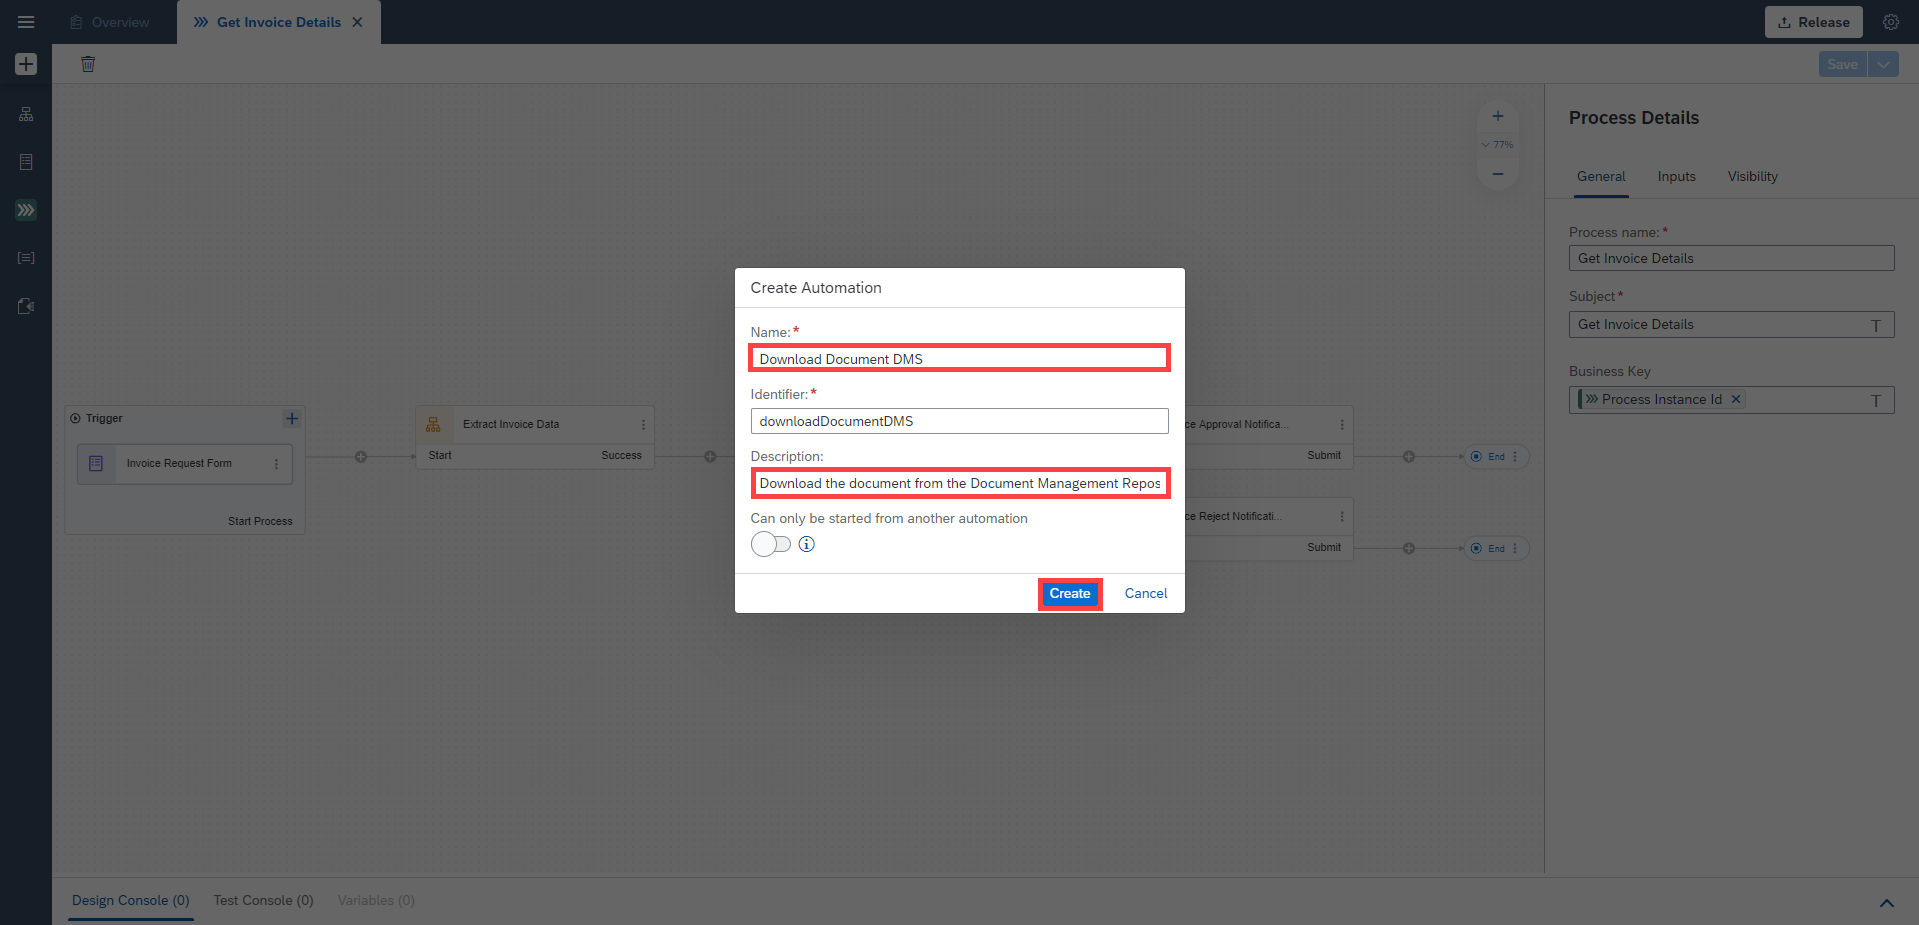 Overview
Get Invoice Details
Release
Save
77%
Process Details
General
Inputs
Visibility
Process name:*
Get Invoice Details
Subject*
Get Invoice Details
T
Business Key
Process Instance Id
T
Trigger
Invoice Request Form
Start Process
Extract Invoice Data
Start
Success
ce Approval Notifica...
Submit
End
ce Reject Notificati...
Submit
End
Create Automation
Name:*
Download Document DMS
Identifier:*
downloadDocumentDMS
Description:
Download the document from the Document Management Repos
Can only be started from another automation
Create
Cancel
Design Console (0)
Test Console (0)
Variables (0)